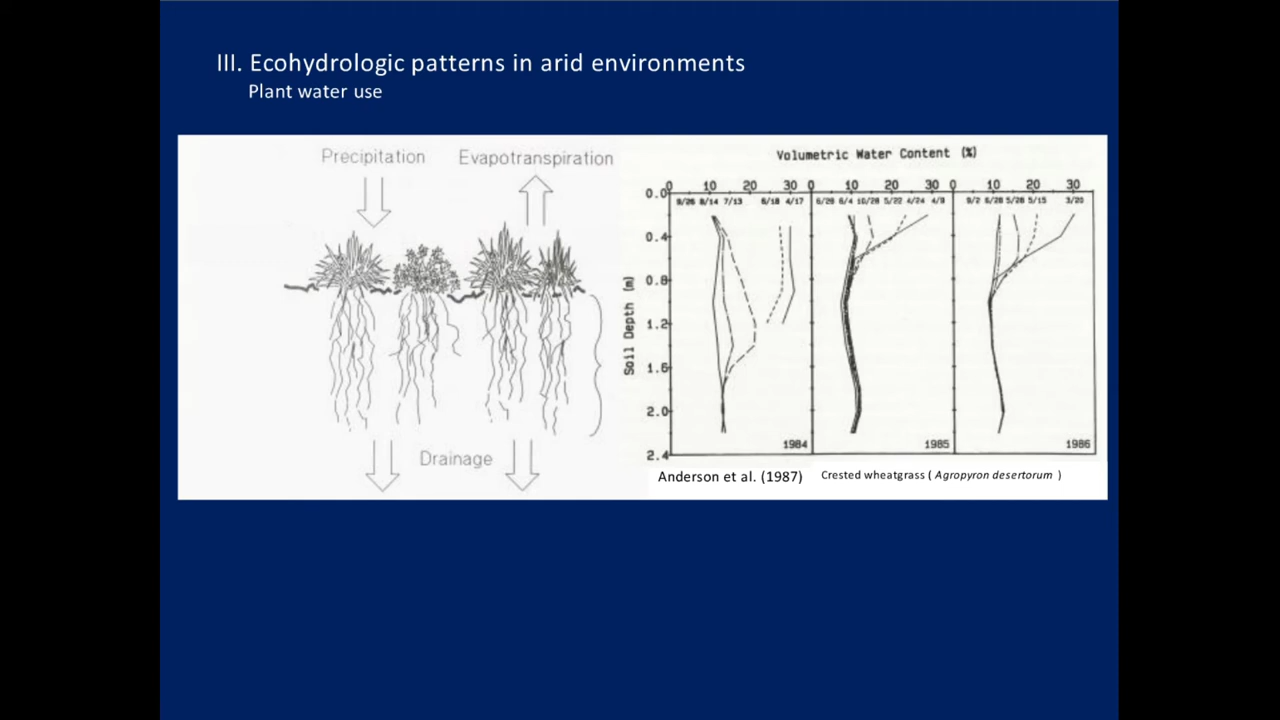 III. Ecohydrologic patterns in arid environments
Plant water use
Precipitation Evapotranspiration
Drainage
Volumetric Water Content (%)
0 10 20 30 0 10 20 30 0 10 20 30
9/26 8/14 7/13 6/18 4/17 6/26 6/4 10/28 5/22 4/24 4/9 9/2 6/28 5/28 5/15 3/20
Soil Depth (m)
0.0
0.4
0.8
1.2
1.6
2.0
2.4
1984 1985 1986
Anderson et al. (1987) Crested wheatgrass ( Agropyron desertorum )